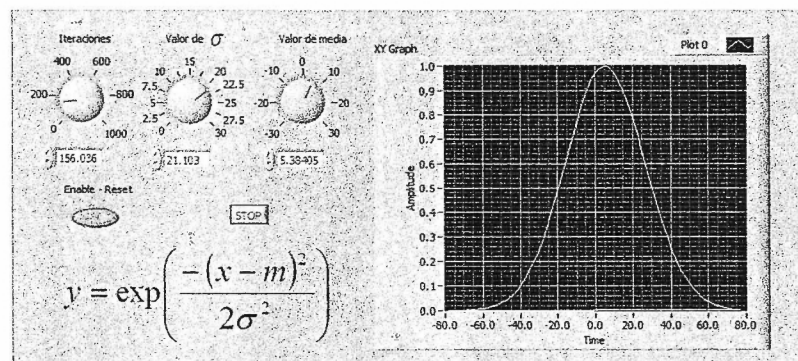 Iteraciones
400 600
200 800
0 1000
156.036
Valor de σ
15
10 20
7.5 22.5
5 25
2.5 27.5
0 30
21.103
Valor de media
0
-10 10
-20 20
-30 30
5.38405
Enable - Reset
STOP
y = exp(-(x - m)² / 2σ²)
XY Graph
Plot 0
Amplitude
1.0
0.9
0.8
0.7
0.6
0.5
0.4
0.3
0.2
0.1
0.0
-80.0 -60.0 -40.0 -20.0 0.0 20.0 40.0 60.0 80.0
Time